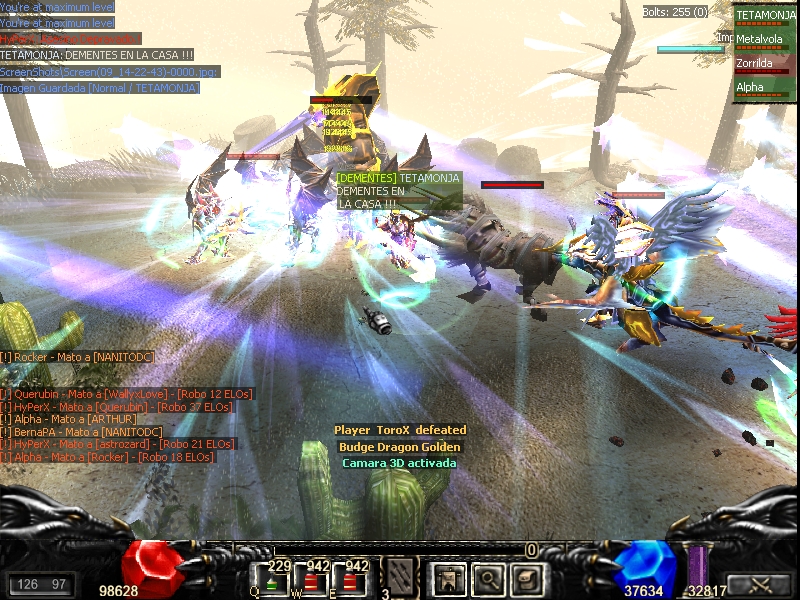 You're at maximum level
You're at maximum level
TETAMONJA: DEMENTES EN LA CASA !!!
ScreenShots\Screen(09_14-22-43)-0000.jpg:
Imagen Guardada [Normal / TETAMONJA]
Bolts: 255 (0)
Imp
TETAMONJA
Metalvola
Zorrilda
Alpha
[DEMENTES] TETAMONJA
DEMENTES EN
LA CASA !!!
[!] Rocker - Mato a [NANITODC]
[!] Querubin - Mato a [WallyxLove] - [Robo 12 ELOs]
[!] HyPerX - Mato a [Querubin] - [Robo 37 ELOs]
[!] Alpha - Mato a [ARTHUR]
[!] BernaPA - Mato a [NANITODC]
[!] HyPerX - Mato a [astrozard] - [Robo 21 ELOs]
[!] Alpha - Mato a [Rocker] - [Robo 18 ELOs]
Player ToroX defeated
Budge Dragon Golden
Camara 3D activada
0
229 942 942
Q W E 3
126 97
98628
37634
32817